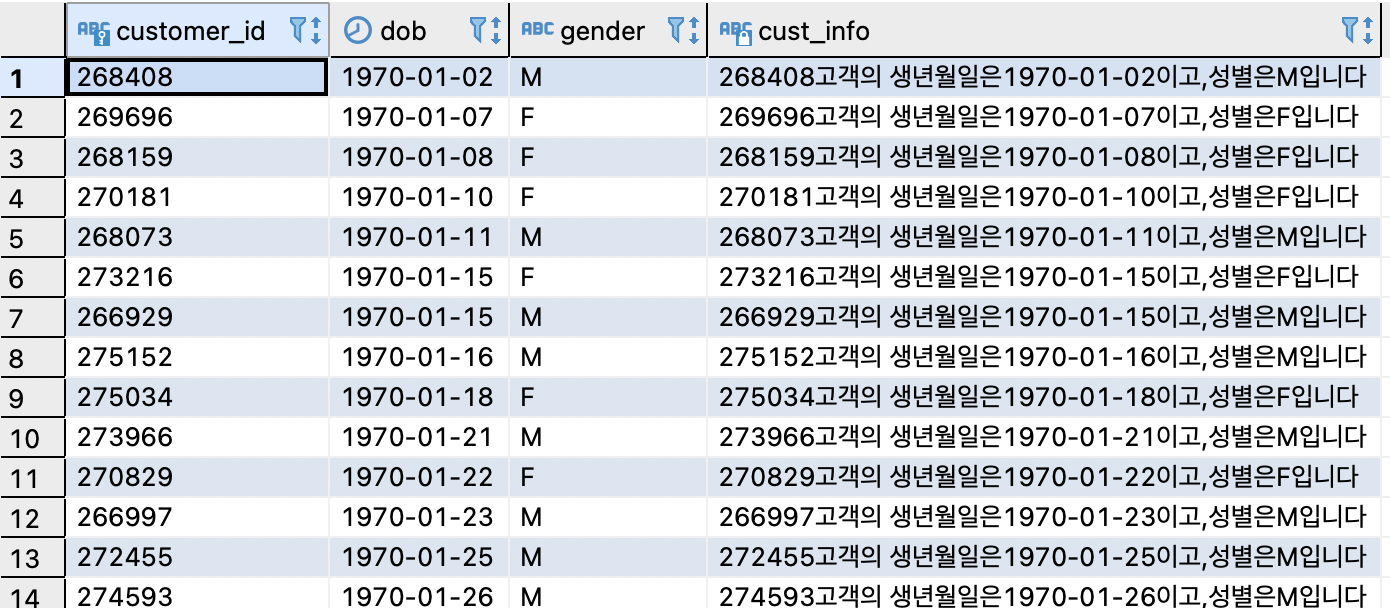 ABC customer_id dob ABC gender ABC cust_info
1 268408 1970-01-02 M 268408고객의 생년월일은1970-01-02이고,성별은M입니다
2 269696 1970-01-07 F 269696고객의 생년월일은1970-01-07이고,성별은F입니다
3 268159 1970-01-08 F 268159고객의 생년월일은1970-01-08이고,성별은F입니다
4 270181 1970-01-10 F 270181고객의 생년월일은1970-01-10이고,성별은F입니다
5 268073 1970-01-11 M 268073고객의 생년월일은1970-01-11이고,성별은M입니다
6 273216 1970-01-15 F 273216고객의 생년월일은1970-01-15이고,성별은F입니다
7 266929 1970-01-15 M 266929고객의 생년월일은1970-01-15이고,성별은M입니다
8 275152 1970-01-16 M 275152고객의 생년월일은1970-01-16이고,성별은M입니다
9 275034 1970-01-18 F 275034고객의 생년월일은1970-01-18이고,성별은F입니다
10 273966 1970-01-21 M 273966고객의 생년월일은1970-01-21이고,성별은M입니다
11 270829 1970-01-22 F 270829고객의 생년월일은1970-01-22이고,성별은F입니다
12 266997 1970-01-23 M 266997고객의 생년월일은1970-01-23이고,성별은M입니다
13 272455 1970-01-25 M 272455고객의 생년월일은1970-01-25이고,성별은M입니다
14 274593 1970-01-26 M 274593고객의 생년월일은1970-01-26이고,성별은M입니다